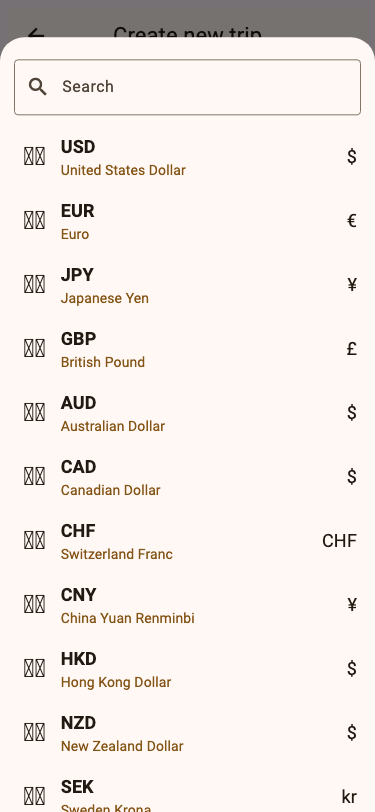 Create new trip
Search
USD
$
United States Dollar
EUR
€
Euro
JPY
¥
Japanese Yen
GBP
£
British Pound
AUD
$
Australian Dollar
CAD
$
Canadian Dollar
CHF
CHF
Switzerland Franc
CNY
¥
China Yuan Renminbi
HKD
$
Hong Kong Dollar
NZD
$
New Zealand Dollar
SEK
kr
Sweden Krona